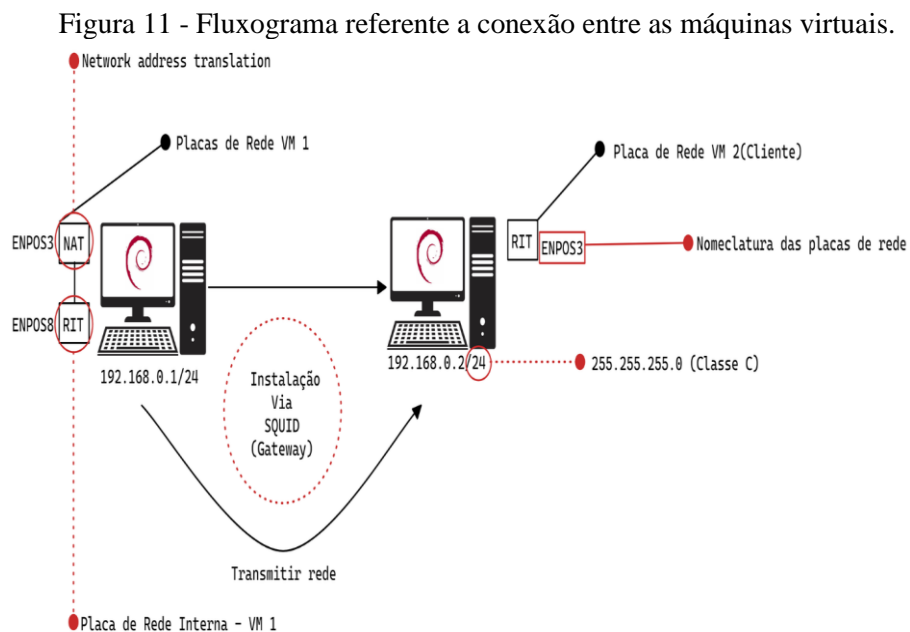 Figura 11 - Fluxograma referente a conexão entre as máquinas virtuais.
Network address translation
Placas de Rede VM 1
Placa de Rede VM 2(Cliente)
ENPOS3
NAT
RIT
ENPOS3
Nomeclatura das placas de rede
ENPOS8
RIT
192.168.0.1/24
192.168.0.2/24
255.255.255.0 (Classe C)
Instalação
Via
SQUID
(Gateway)
Transmitir rede
Placa de Rede Interna - VM 1